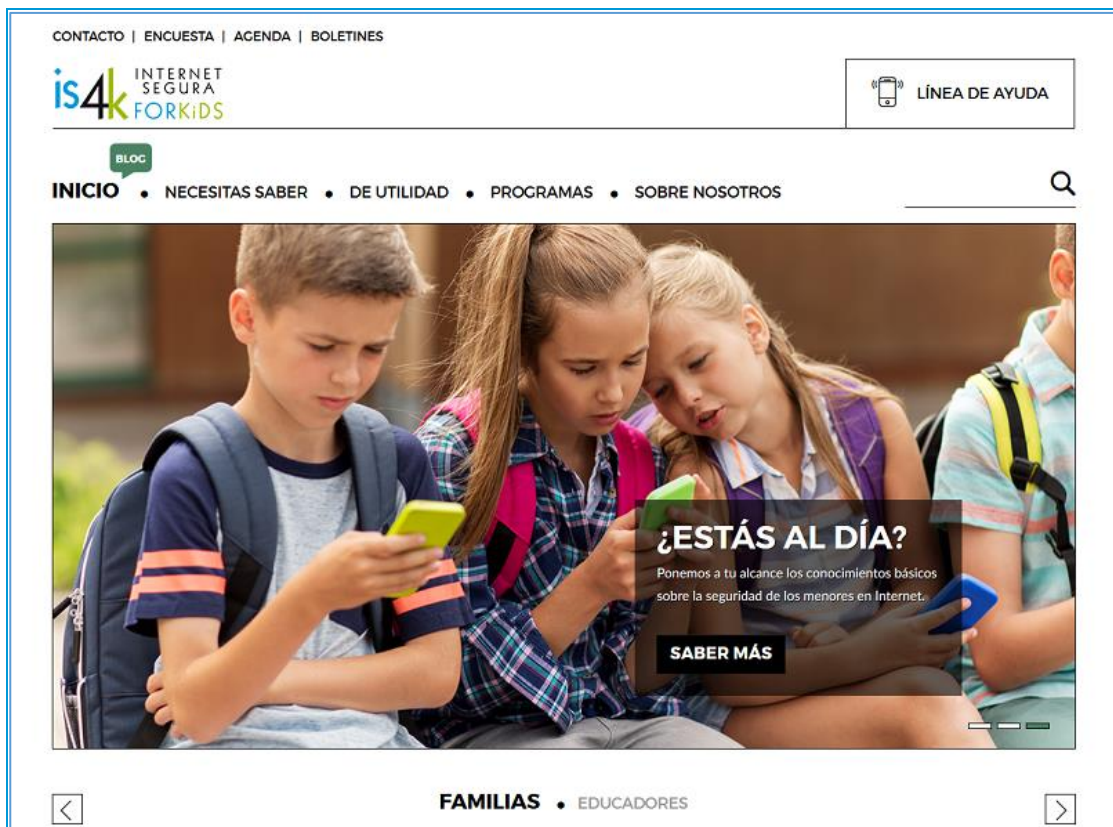 CONTACTO | ENCUESTA | AGENDA | BOLETINES
is4k INTERNET
SEGURA
FORKiDS
LÍNEA DE AYUDA
BLOG
INICIO • NECESITAS SABER • DE UTILIDAD • PROGRAMAS • SOBRE NOSOTROS
¿ESTÁS AL DÍA?
Ponemos a tu alcance los conocimientos básicos
sobre la seguridad de los menores en Internet.
SABER MÁS
FAMILIAS • EDUCADORES